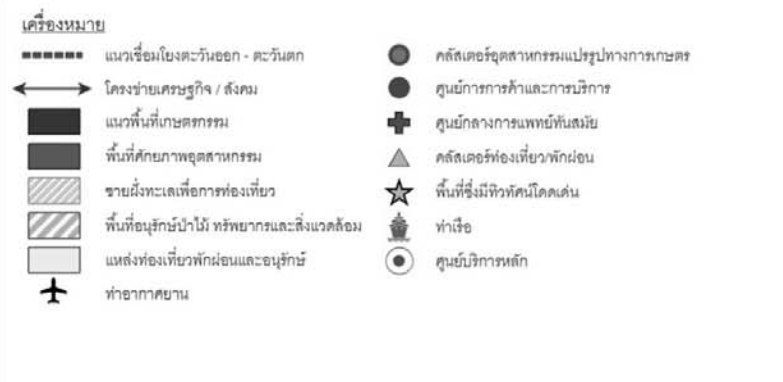 เครื่องหมาย
แนวเชื่อมโยงตะวันออก - ตะวันตก
โครงข่ายเศรษฐกิจ / สังคม
แนวพื้นที่เกษตรกรรม
พื้นที่ศักยภาพอุตสาหกรรม
ชายฝั่งทะเลเพื่อการท่องเที่ยว
พื้นที่อนุรักษ์ป่าไม้ ทรัพยากรและสิ่งแวดล้อม
แหล่งท่องเที่ยวพักผ่อนและอนุรักษ์
ท่าอากาศยาน
คลัสเตอร์อุตสาหกรรมแปรรูปทางการเกษตร
ศูนย์การการค้าและการบริการ
ศูนย์กลางการแพทย์ทันสมัย
คลัสเตอร์ท่องเที่ยว/พักผ่อน
พื้นที่ซึ่งมีทิวทัศน์โดดเด่น
ท่าเรือ
ศูนย์บริการหลัก